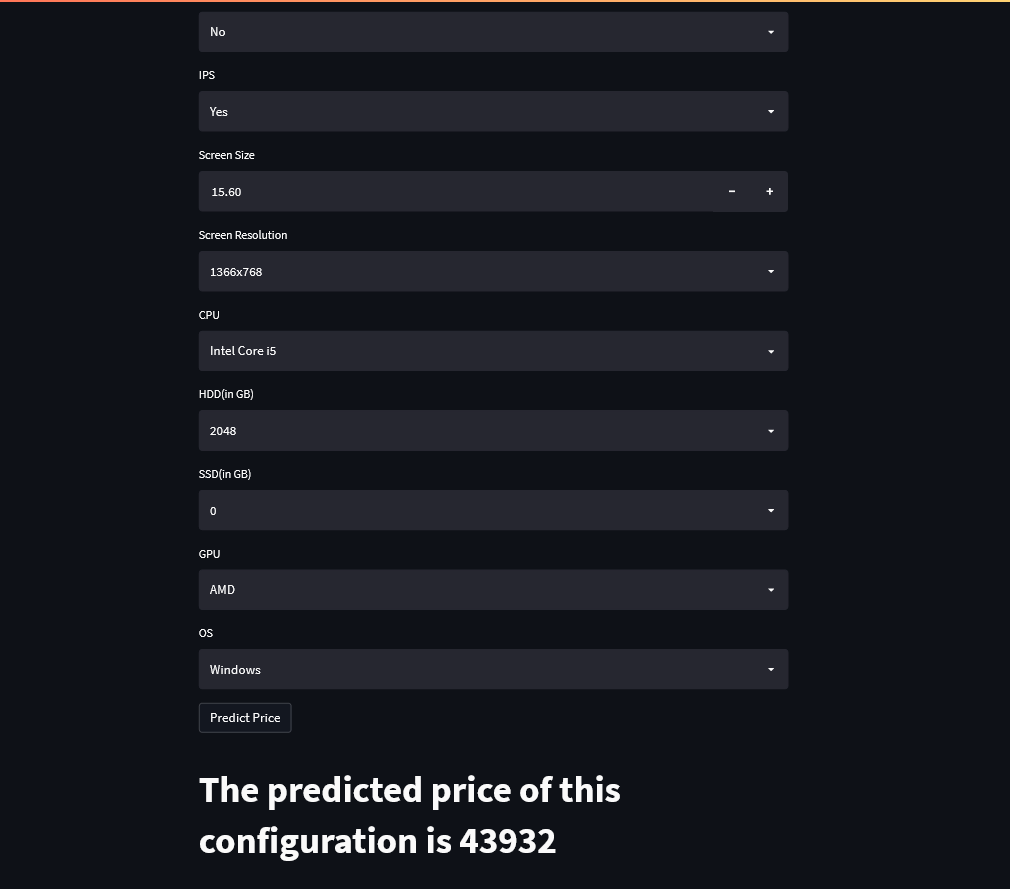 No
IPS
Yes
Screen Size
15.60
Screen Resolution
1366x768
CPU
Intel Core i5
HDD(in GB)
2048
SSD(in GB)
0
GPU
AMD
OS
Windows
Predict Price
The predicted price of this
configuration is 43932